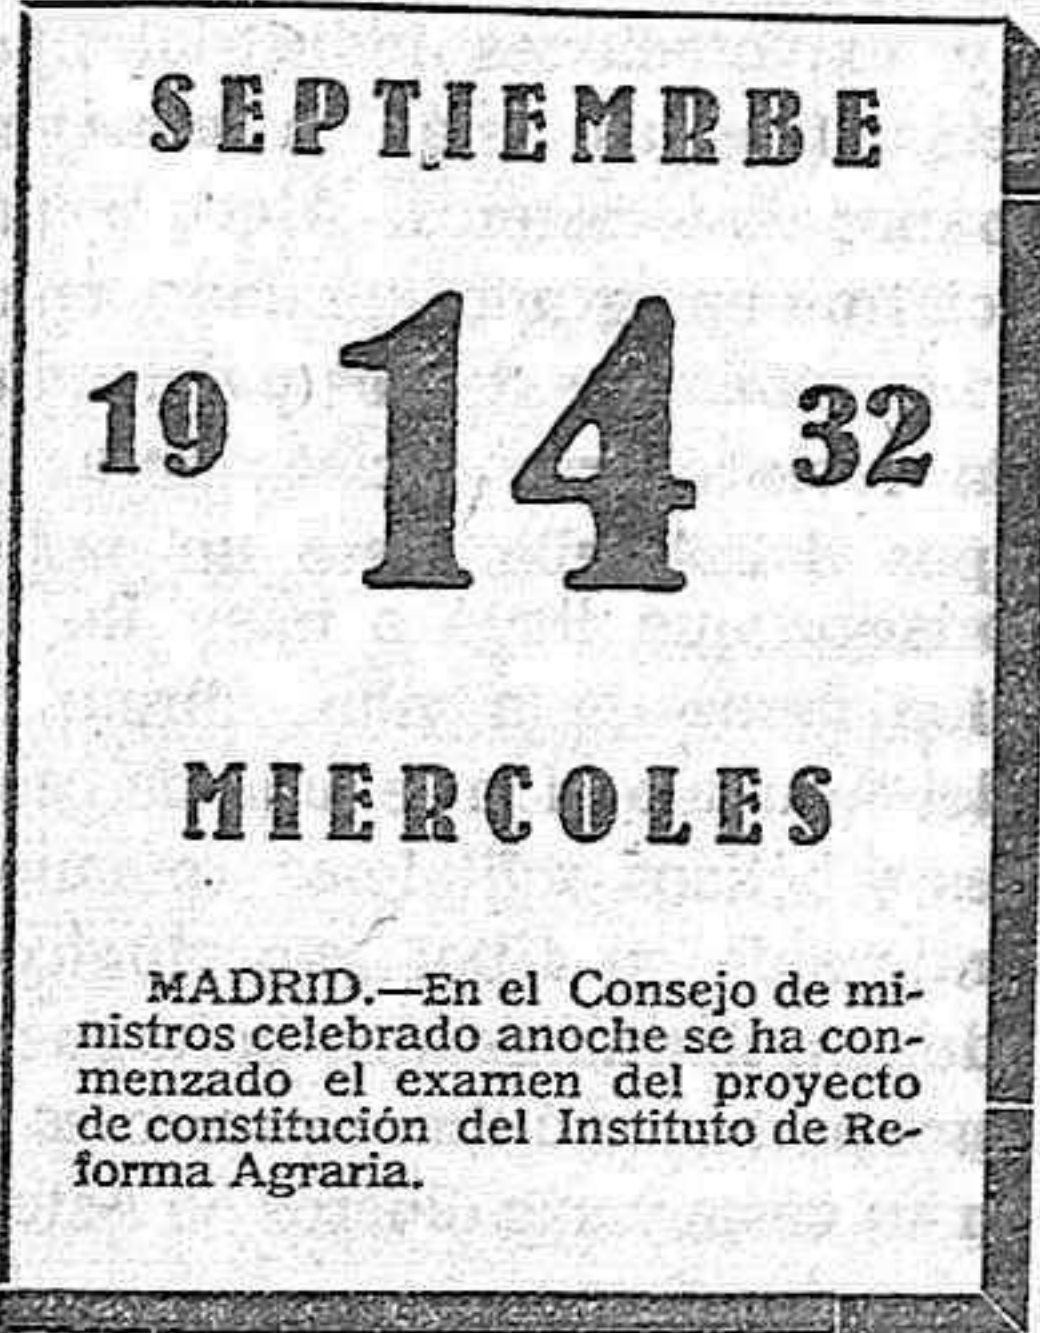 SEPTIEMRBE
19 14 32
MIERCOLES
MADRID.—En el Consejo de mi-
nistros celebrado anoche se ha con-
menzado el examen del proyecto
de constitución del Instituto de Re-
forma Agraria.